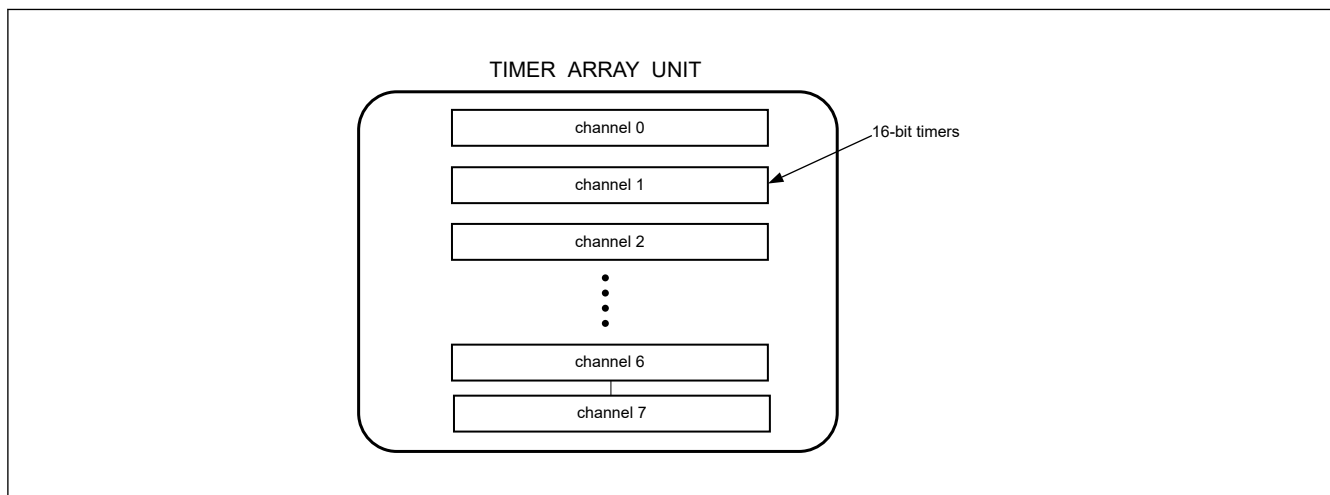 TIMER ARRAY UNIT
channel 0
16-bit timers
channel 1
channel 2
channel 6
channel 7